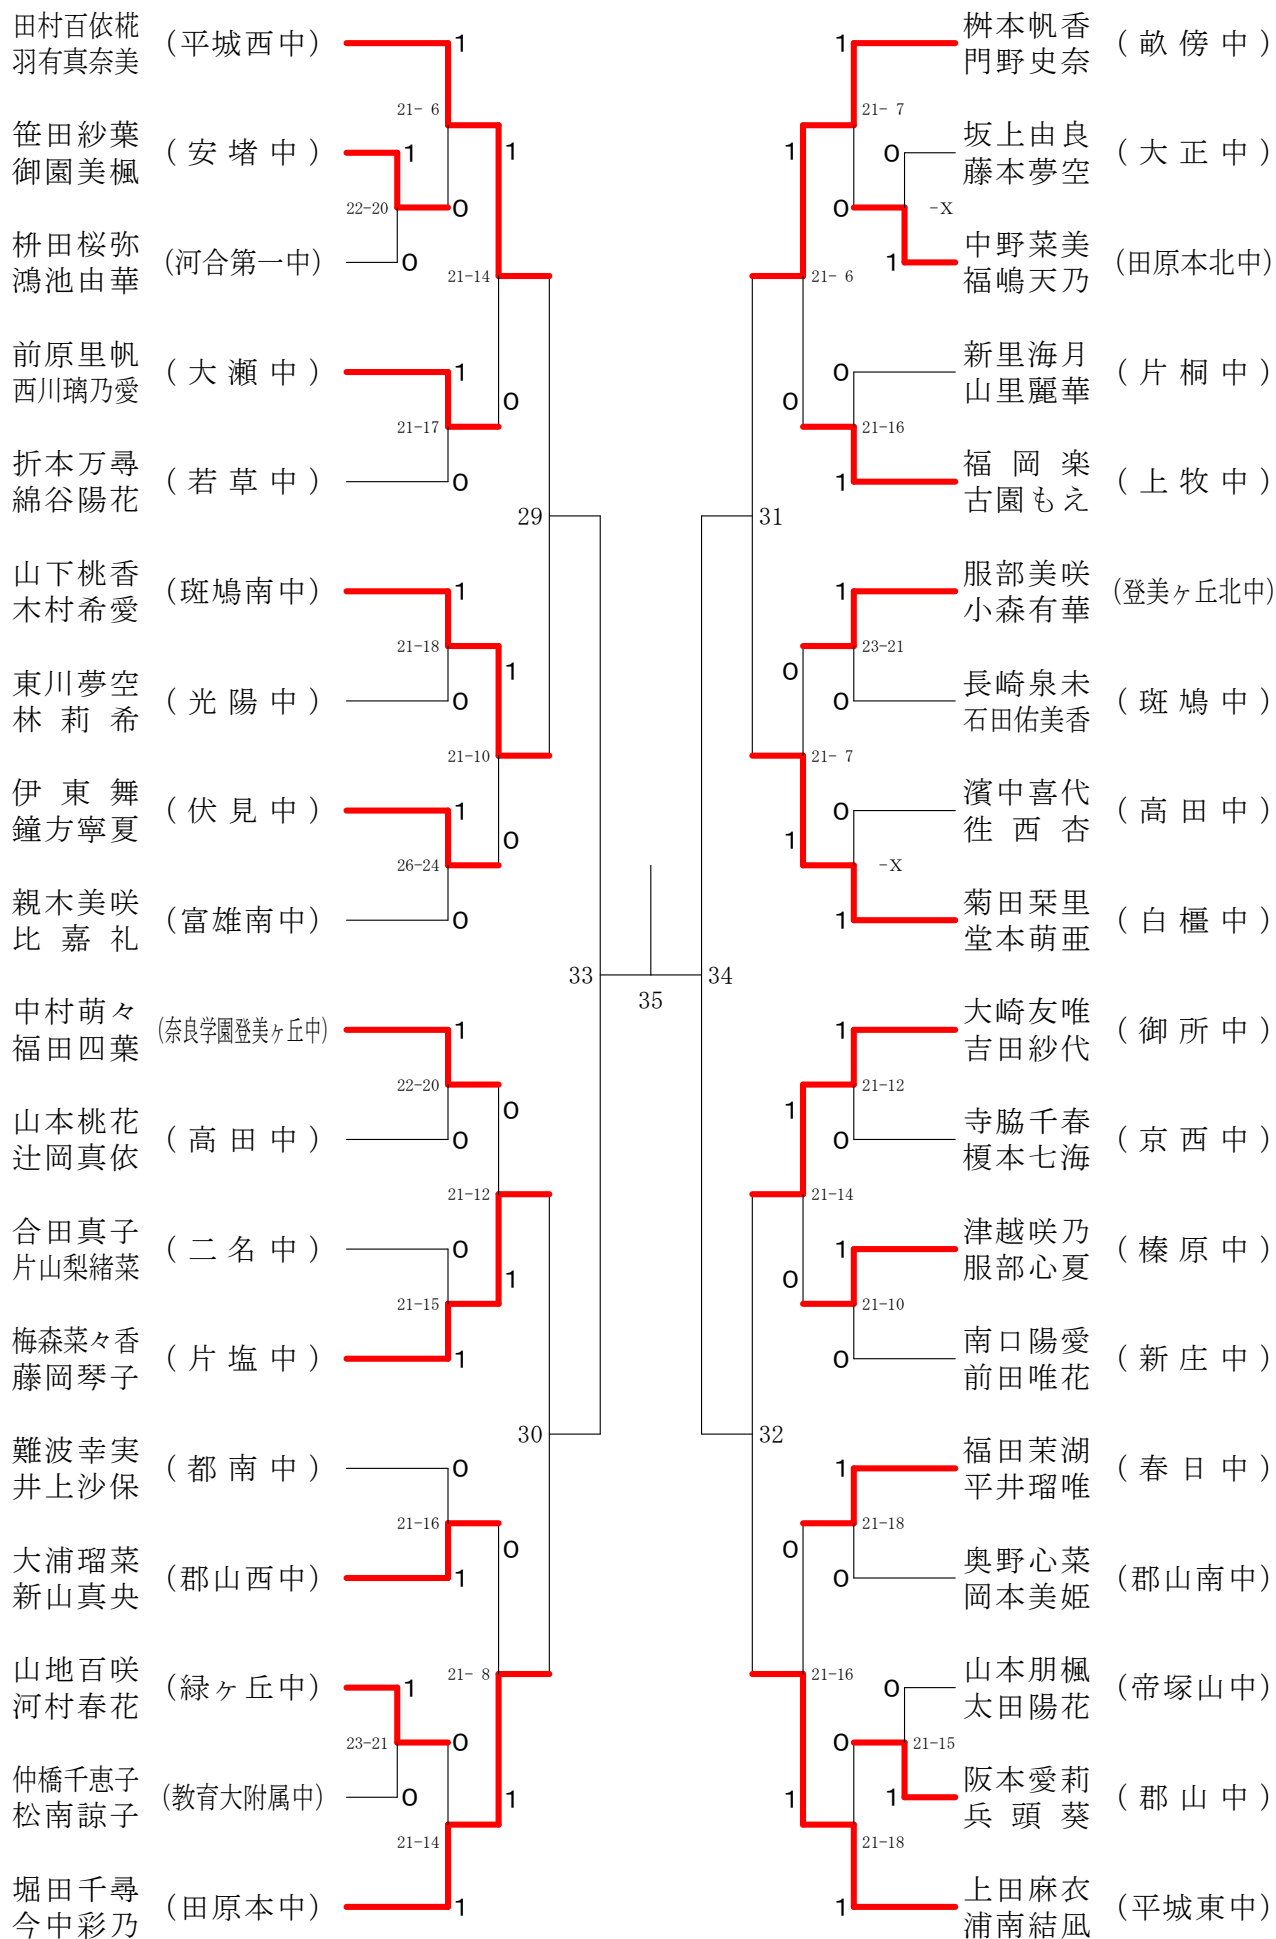 田村百依椛
羽有真奈美
(平城西中)
1
21- 6
笹田紗葉
御園美楓
(安堵中)
1
1
22-20
0
枡田桜弥
鴻池由華
(河合第一中)
0
21-14
前原里帆
西川璃乃愛
(大瀬中)
1
0
21-17
折本万尋
綿谷陽花
(若草中)
0
29
山下桃香
木村希愛
(斑鳩南中)
1
21-18
1
東川夢空
林莉希
(光陽中)
0
21-10
伊東舞
鐘方寧夏
(伏見中)
1
0
26-24
親木美咲
比嘉礼
(富雄南中)
0
33
35
34
中村萌々
福田四葉
(奈良学園登美ヶ丘中)
1
22-20
0
山本桃花
辻岡真依
(高田中)
0
21-12
合田真子
片山梨緒菜
(二名中)
0
1
21-15
梅森菜々香
藤岡琴子
(片塩中)
1
30
難波幸実
井上沙保
(都南中)
0
21-16
0
大浦瑠菜
新山真央
(郡山西中)
1
21- 8
山地百咲
河村春花
(緑ヶ丘中)
1
23-21
0
仲橋千恵子
松南諒子
(教育大附属中)
0
1
21-14
堀田千尋
今中彩乃
(田原本中)
1
1
桝本帆香
門野史奈
(畝傍中)
21- 7
1
0
坂上由良
藤本夢空
(大正中)
0
-X
1
中野菜美
福嶋天乃
(田原本北中)
21- 6
0
新里海月
山里麗華
(片桐中)
0
21-16
1
福岡楽
古園もえ
(上牧中)
31
1
服部美咲
小森有華
(登美ヶ丘北中)
23-21
0
0
長崎泉未
石田佑美香
(斑鳩中)
21- 7
0
濱中喜代
徃西杏
(高田中)
1
-X
1
菊田栞里
堂本萌亜
(白橿中)
1
大崎友唯
吉田紗代
(御所中)
21-12
1
0
寺脇千春
榎本七海
(京西中)
21-14
1
津越咲乃
服部心夏
(榛原中)
0
21-10
0
南口陽愛
前田唯花
(新庄中)
32
1
福田茉湖
平井瑠唯
(春日中)
21-18
0
0
奥野心菜
岡本美姫
(郡山南中)
21-16
0
山本朋楓
太田陽花
(帝塚山中)
0
21-15
1
1
阪本愛莉
兵頭葵
(郡山中)
21-18
1
上田麻衣
浦南結凪
(平城東中)